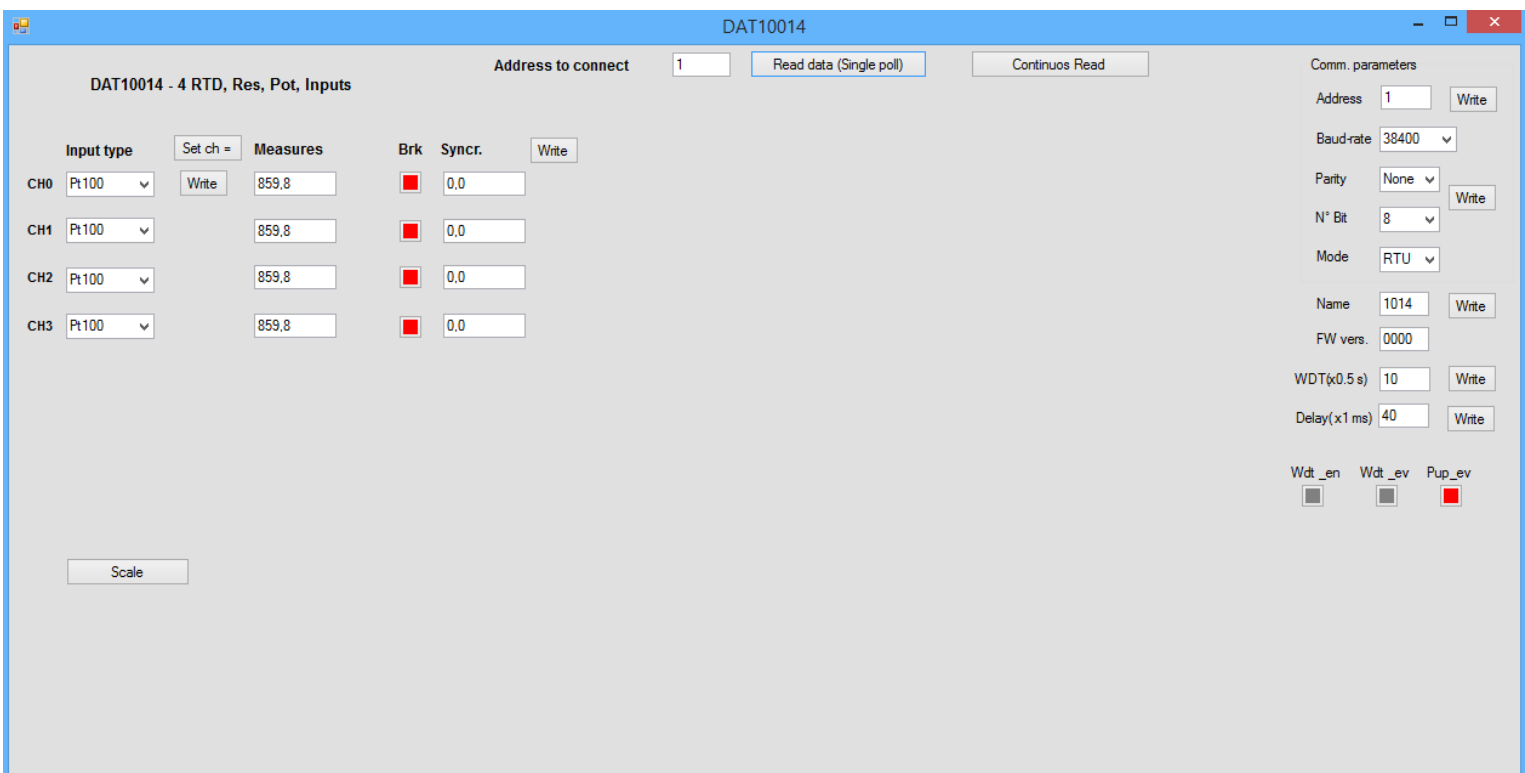 DAT10014
Address to connect 1 Read data (Single poll) Continuos Read
DAT10014 - 4 RTD, Res, Pot, Inputs
Input type Set ch = Measures Brk Syncr. Write
CH0 Pt100 Write 859,8 0,0
CH1 Pt100 859,8 0,0
CH2 Pt100 859,8 0,0
CH3 Pt100 859,8 0,0
Scale
Comm. parameters
Address 1 Write
Baud-rate 38400
Parity None
Write
N° Bit 8
Mode RTU
Name 1014 Write
FW vers. 0000
WDT(x0.5 s) 10 Write
Delay( x1 ms) 40 Write
Wdt _en Wdt _ev Pup_ev